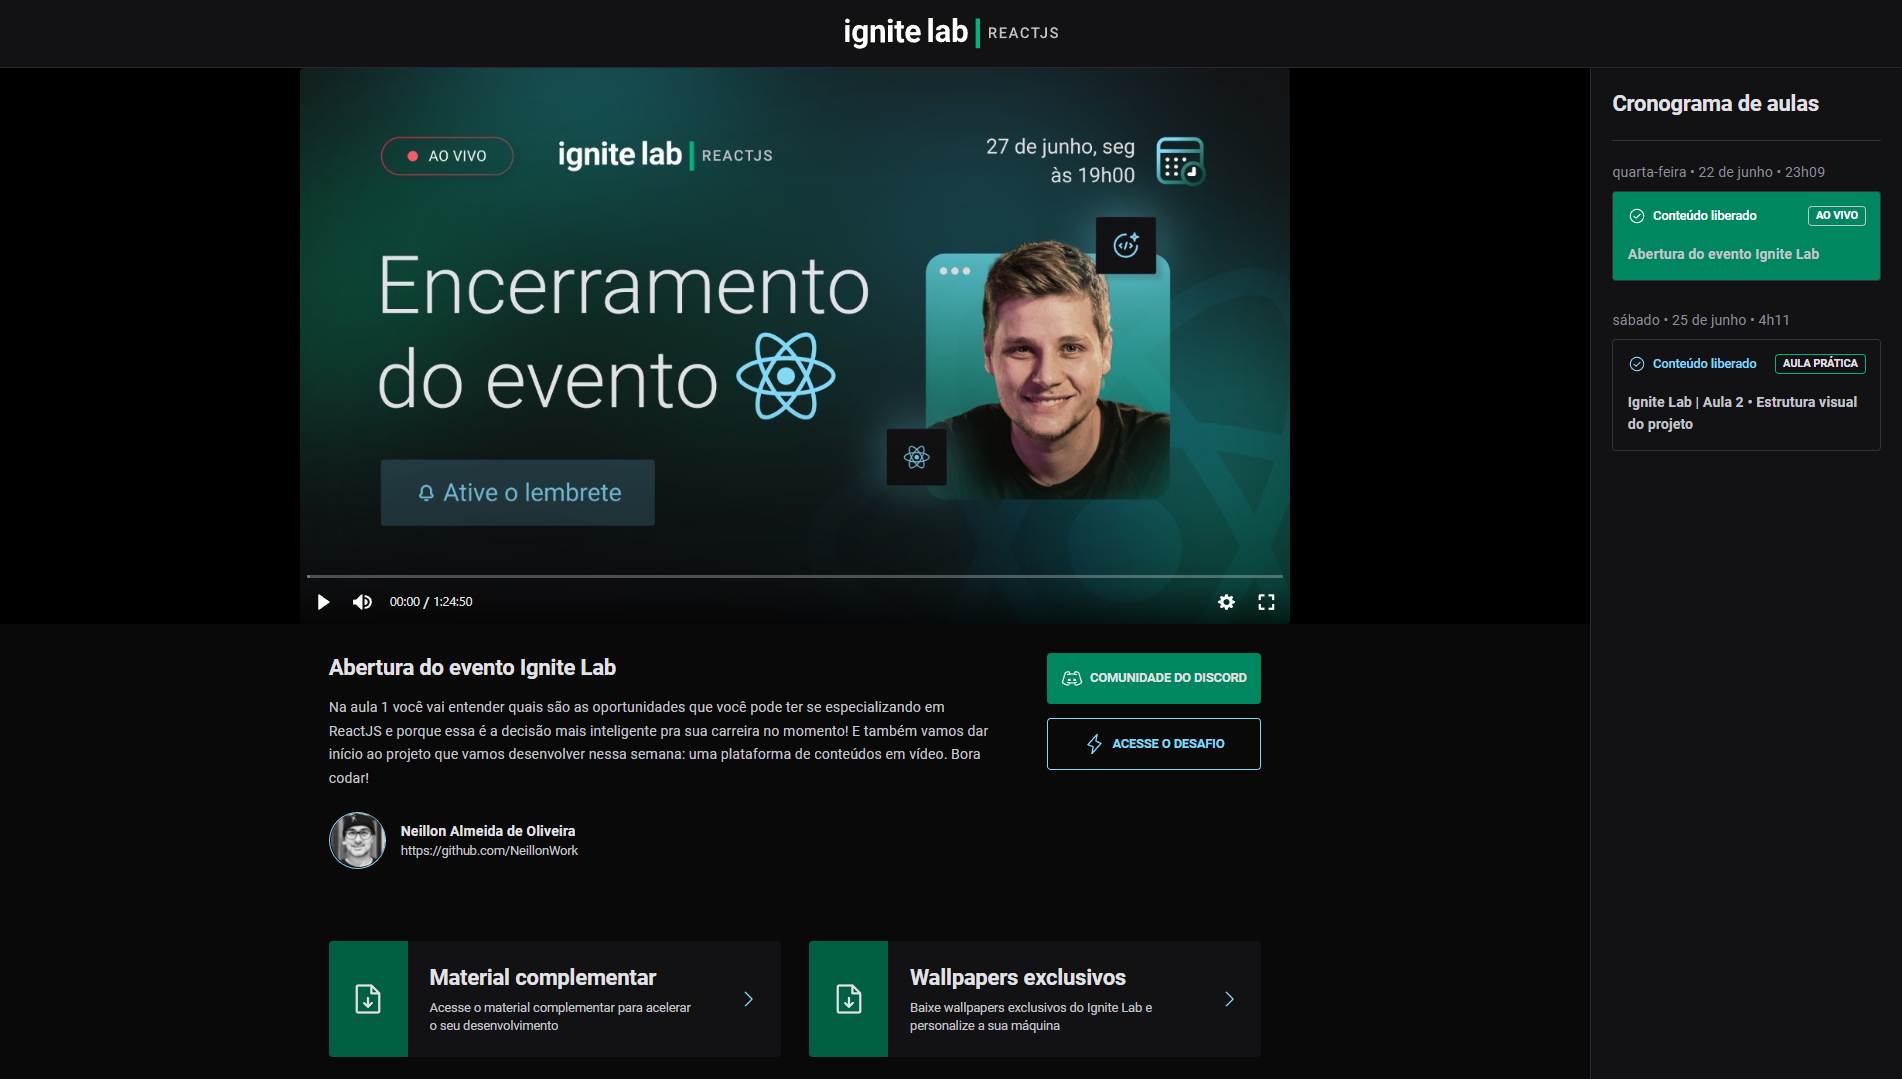 ignite lab | REACTJS
AO VIVO
ignite lab | REACTJS
27 de junho, seg
às 19h00
Encerramento
do evento
Ative o lembrete
00:00 / 1:24:50
Abertura do evento Ignite Lab
Na aula 1 você vai entender quais são as oportunidades que você pode ter se especializando em
ReactJS e porque essa é a decisão mais inteligente pra sua carreira no momento! E também vamos dar
início ao projeto que vamos desenvolver nessa semana: uma plataforma de conteúdos em vídeo. Bora
codar!
COMUNIDADE DO DISCORD
ACESSE O DESAFIO
Neillon Almeida de Oliveira
https://github.com/NeillonWork
Material complementar
Acesse o material complementar para acelerar
o seu desenvolvimento
Wallpapers exclusivos
Baixe wallpapers exclusivos do Ignite Lab e
personalize a sua máquina
Cronograma de aulas
quarta-feira • 22 de junho • 23h09
Conteúdo liberado
AO VIVO
Abertura do evento Ignite Lab
sábado • 25 de junho • 4h11
Conteúdo liberado
AULA PRÁTICA
Ignite Lab | Aula 2 • Estrutura visual
do projeto